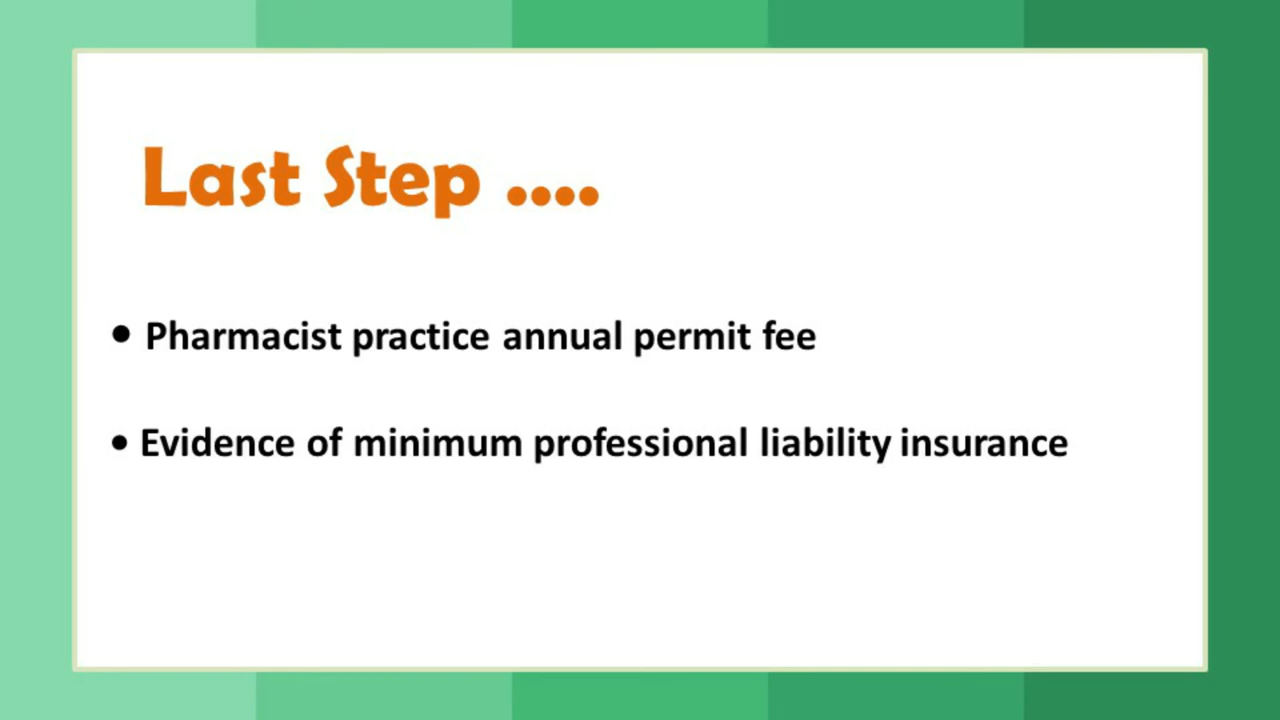 Last Step ....
• Pharmacist practice annual permit fee
• Evidence of minimum professional liability insurance